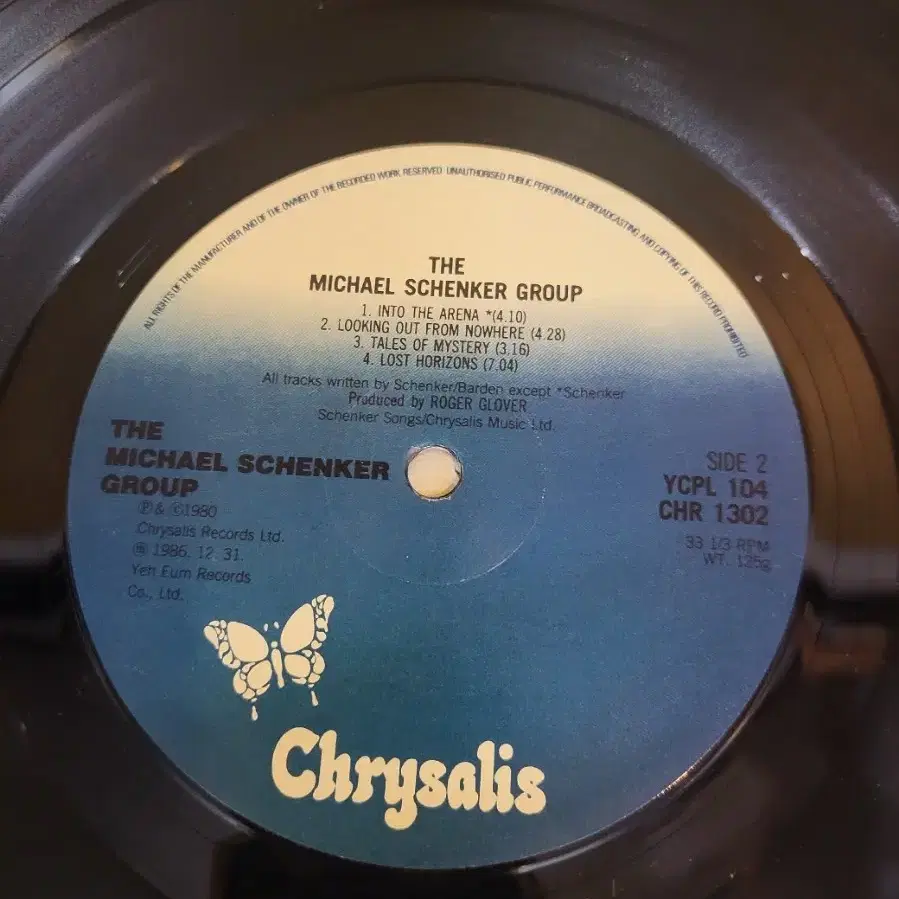 ALL RIGHTS OF THE MANUFACTURER AND OF THE OWNER OF THE RECORDED WORK RESERVED UNAUTHORISED PUBLIC PERFORMANCE BROADCASTING AND COPYING OF THIS RECORD PROHIBITED
THE
MICHAEL SCHENKER GROUP
1. INTO THE ARENA *(4.10)
2. LOOKING OUT FROM NOWHERE (4.28)
3. TALES OF MYSTERY (3.16)
4. LOST HORIZONS (7.04)
All tracks written by Schenker/Barden except *Schenker
Produced by ROGER GLOVER
Schenker Songs/Chrysalis Music Ltd.
THE
MICHAEL SCHENKER
GROUP
℗ & ©1980
Chrysalis Records Ltd.
1986. 12. 31.
Yeh Eum Records
Co., Ltd.
SIDE 2
YCPL 104
CHR 1302
33 1/3 RPM
WT. 125g
Chrysalis